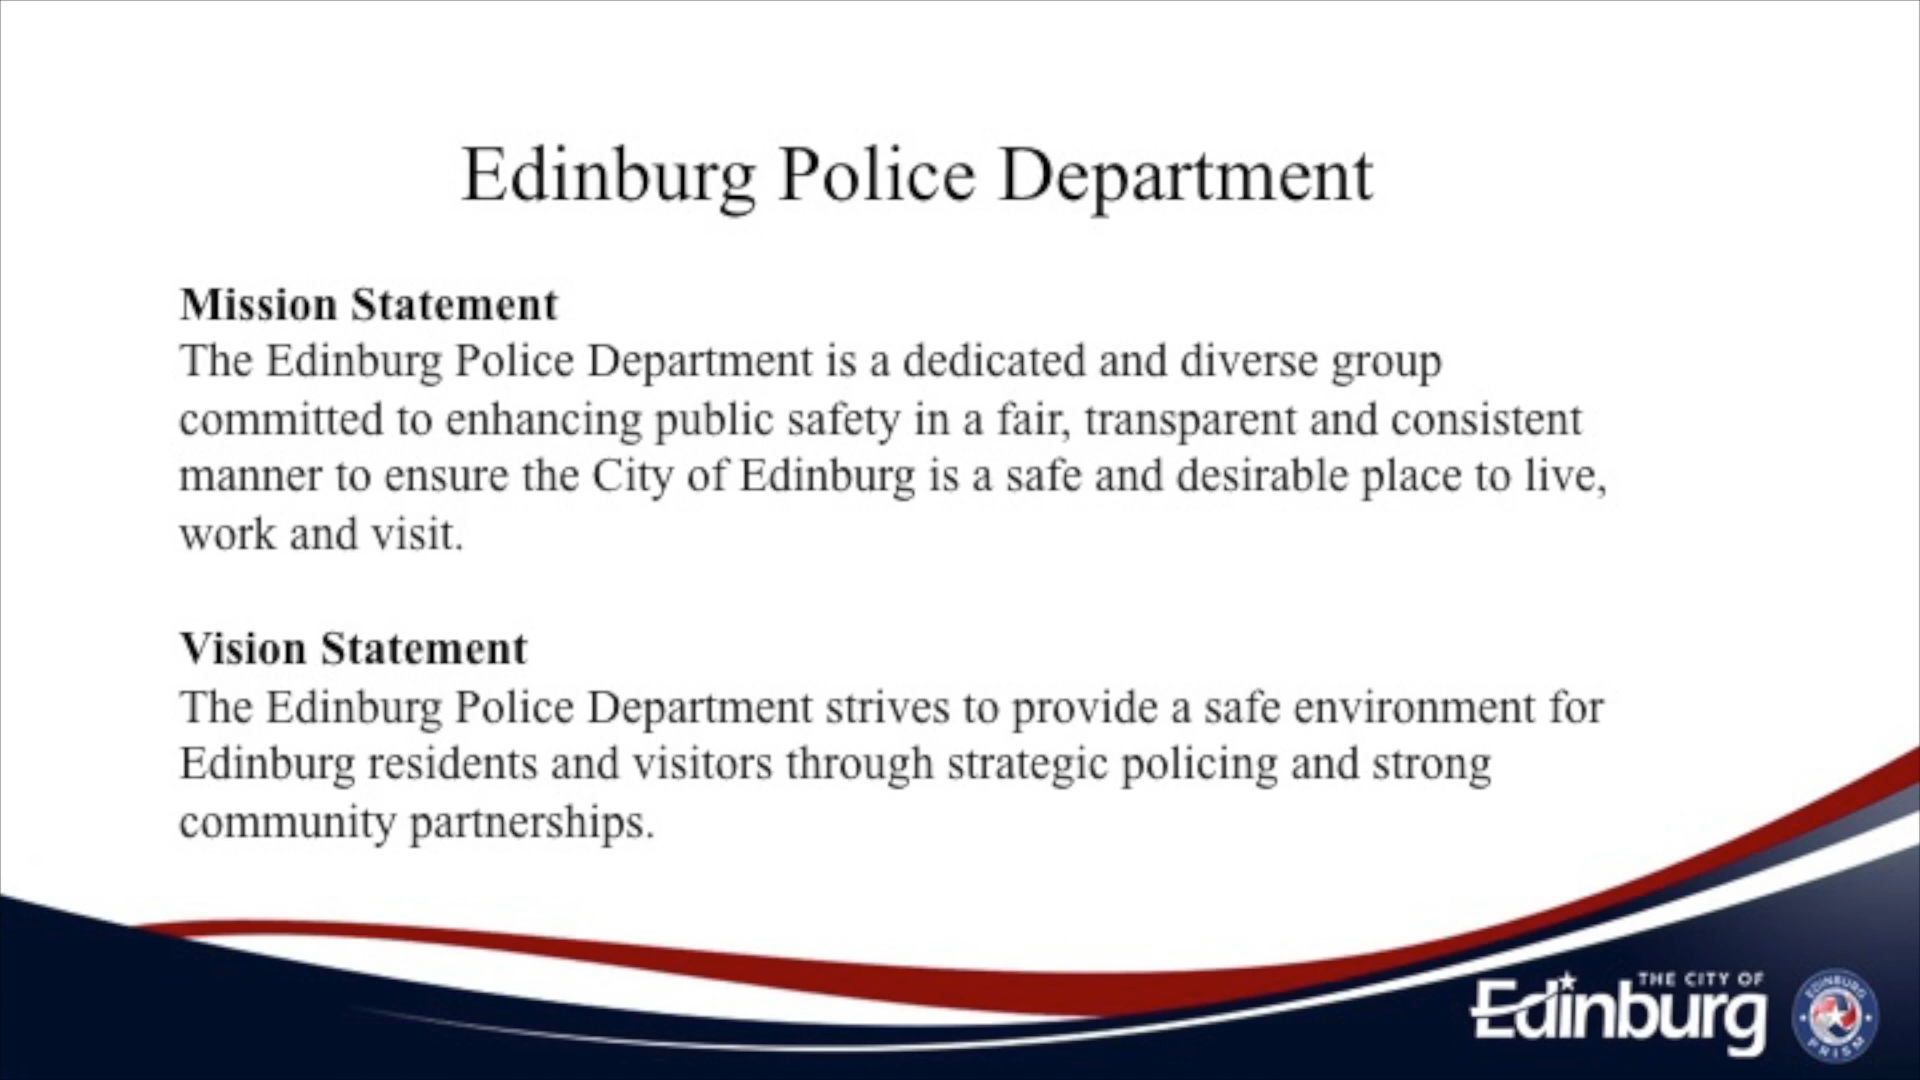 Edinburg Police Department
Mission Statement
The Edinburg Police Department is a dedicated and diverse group
committed to enhancing public safety in a fair, transparent and consistent
manner to ensure the City of Edinburg is a safe and desirable place to live,
work and visit.
Vision Statement
The Edinburg Police Department strives to provide a safe environment for
Edinburg residents and visitors through strategic policing and strong
community partnerships.
THE CITY OF
Edinburg
EDINBURG
PRISM